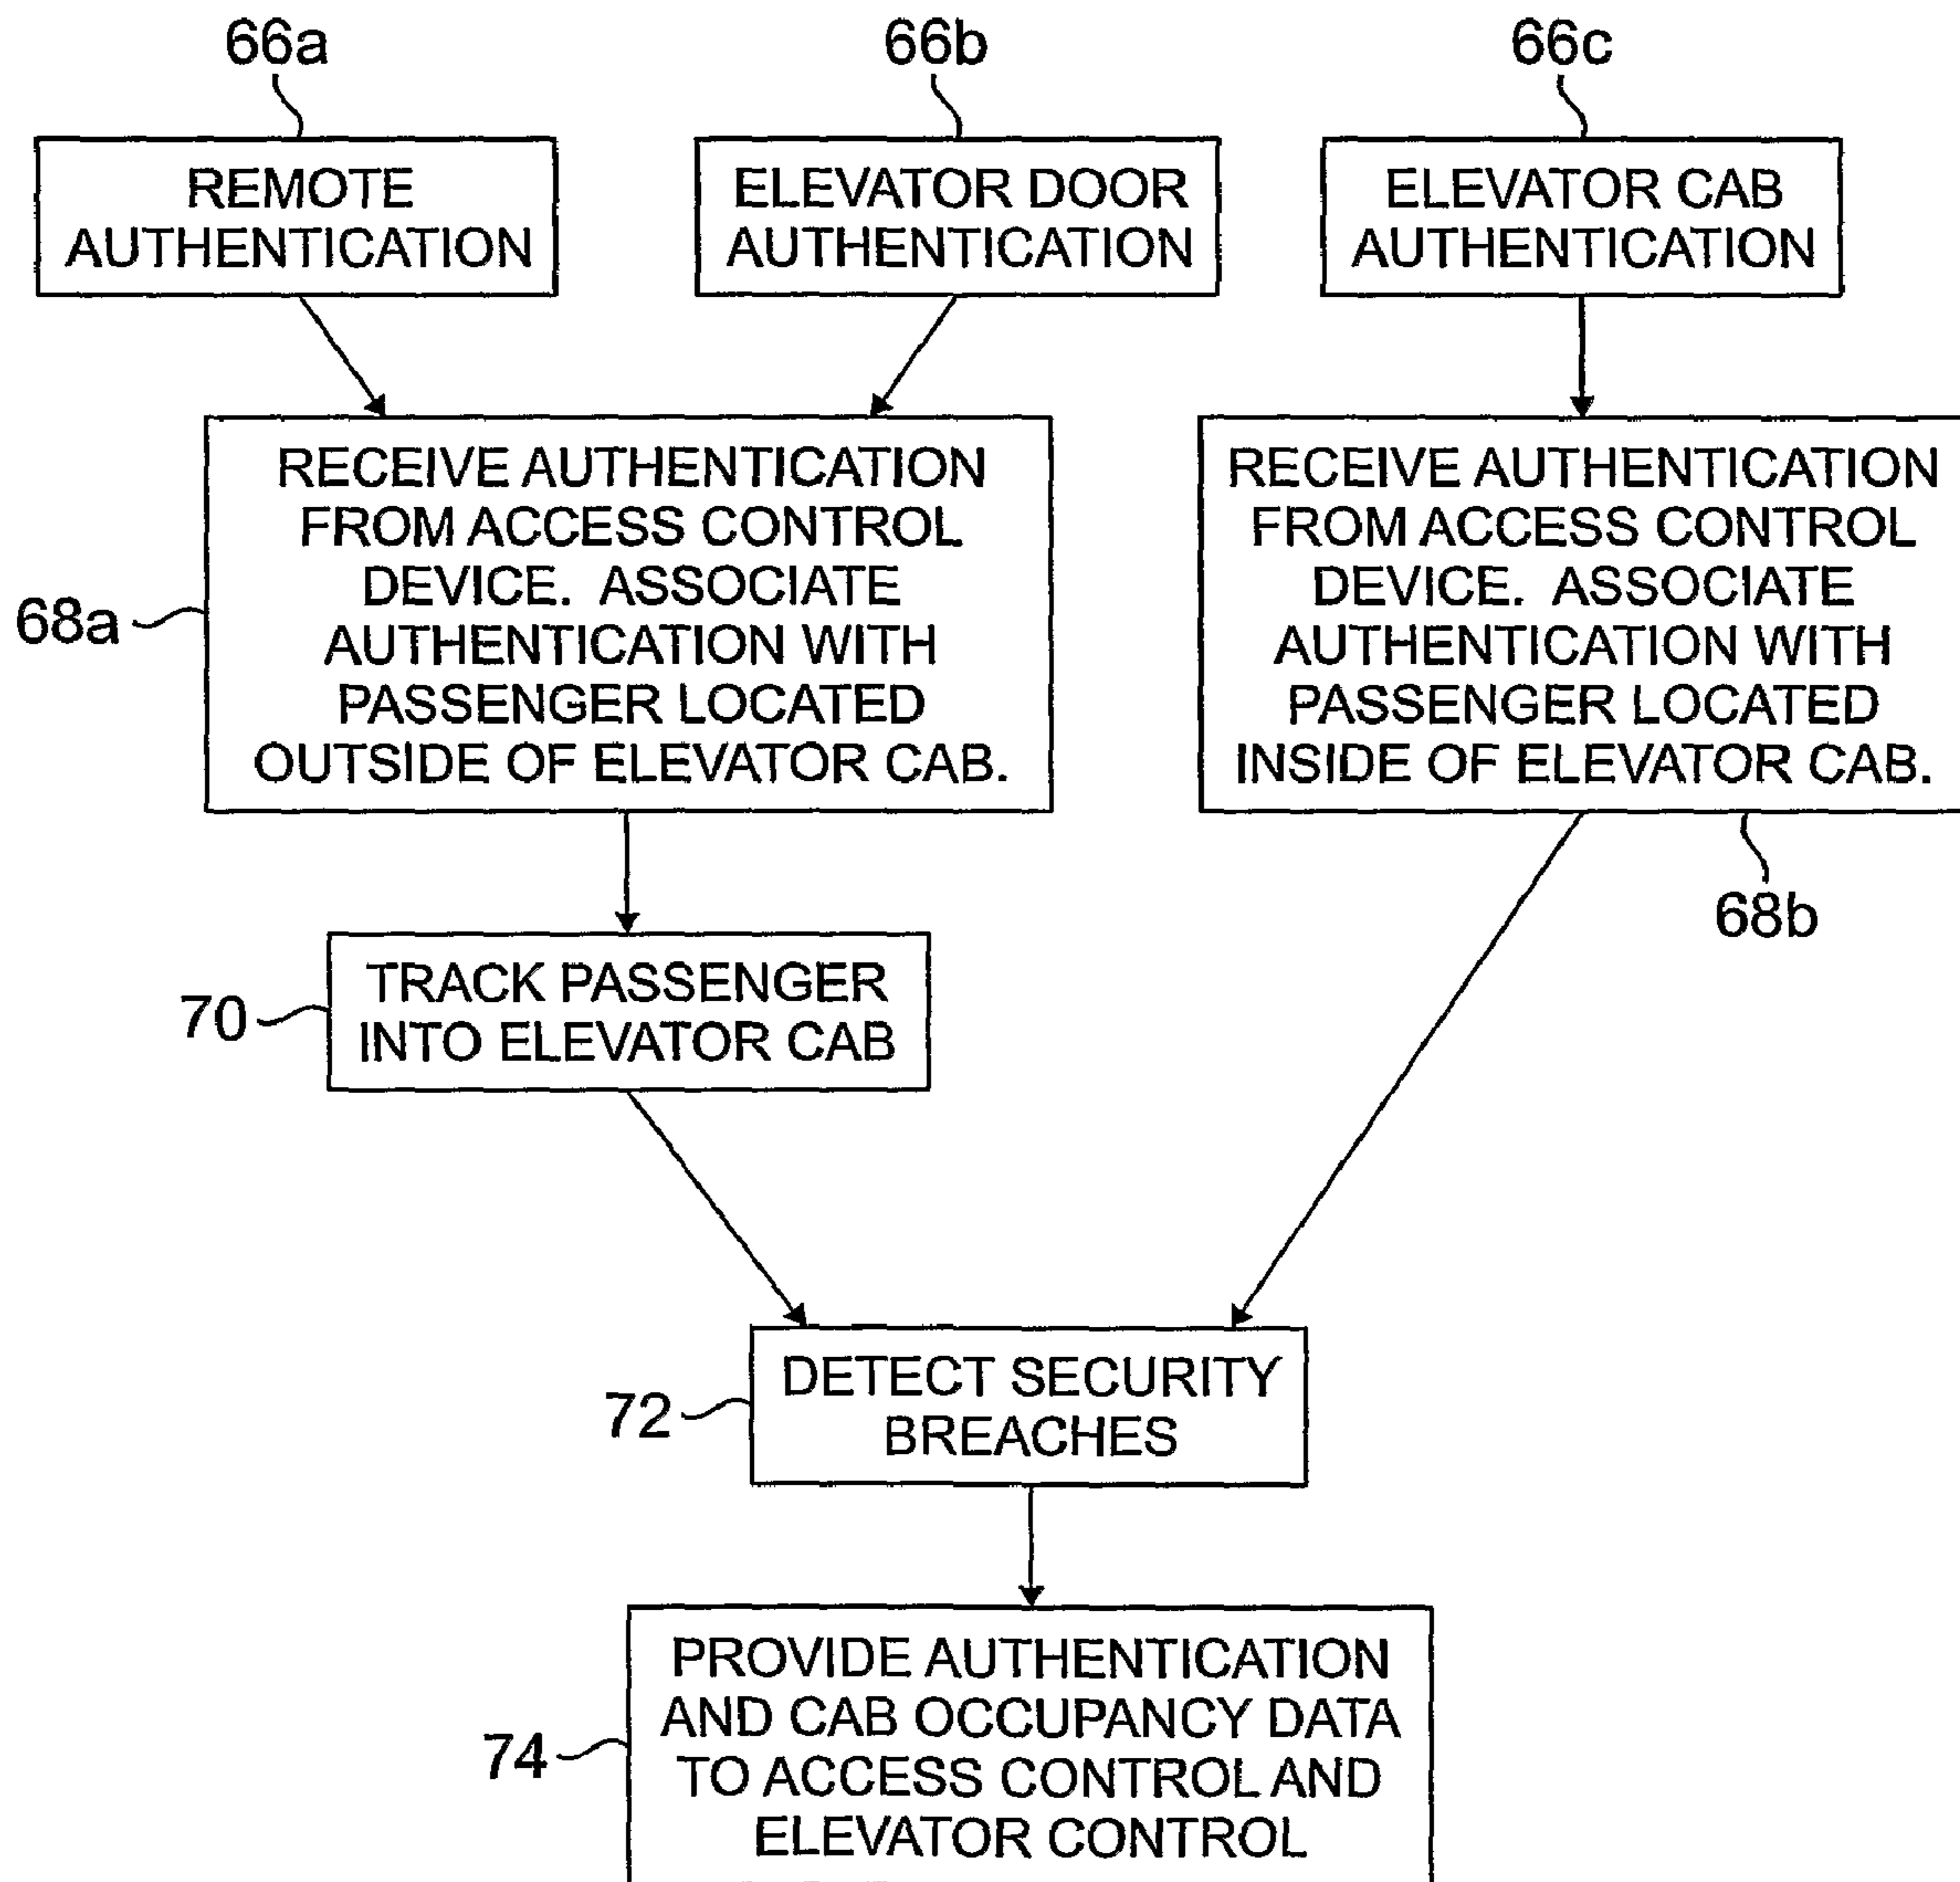 66a
66b
66c
REMOTE
AUTHENTICATION
ELEVATOR DOOR
AUTHENTICATION
ELEVATOR CAB
AUTHENTICATION
68a
RECEIVE AUTHENTICATION
FROM ACCESS CONTROL
DEVICE. ASSOCIATE
AUTHENTICATION WITH
PASSENGER LOCATED
OUTSIDE OF ELEVATOR CAB.
RECEIVE AUTHENTICATION
FROM ACCESS CONTROL
DEVICE. ASSOCIATE
AUTHENTICATION WITH
PASSENGER LOCATED
INSIDE OF ELEVATOR CAB.
68b
70
TRACK PASSENGER
INTO ELEVATOR CAB
72
DETECT SECURITY
BREACHES
74
PROVIDE AUTHENTICATION
AND CAB OCCUPANCY DATA
TO ACCESS CONTROL AND
ELEVATOR CONTROL